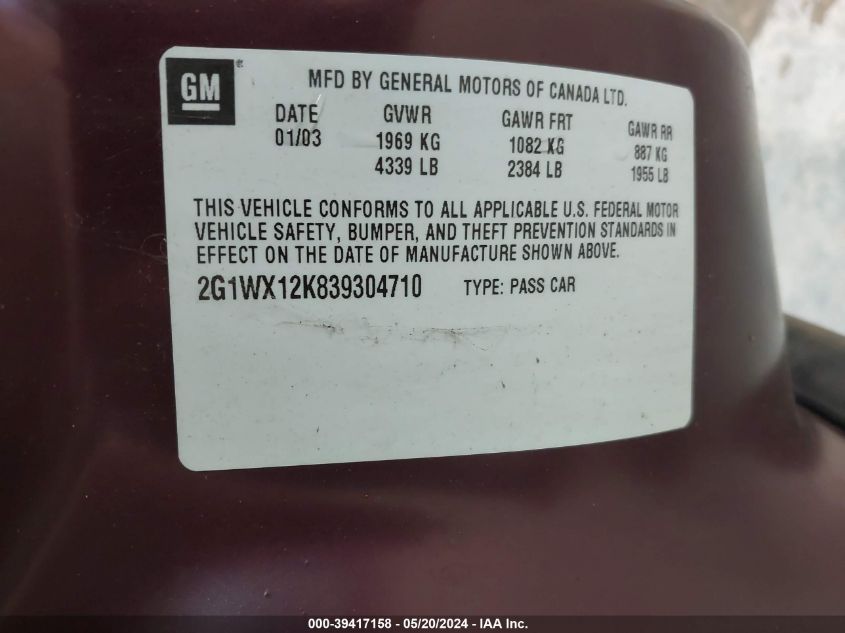 GM®
MFD BY GENERAL MOTORS OF CANADA LTD.
DATE GVWR GAWR FRT GAWR RR
01/03 1969 KG 1082 KG 887 KG
4339 LB 2384 LB 1955 LB
THIS VEHICLE CONFORMS TO ALL APPLICABLE U.S. FEDERAL MOTOR
VEHICLE SAFETY, BUMPER, AND THEFT PREVENTION STANDARDS IN
EFFECT ON THE DATE OF MANUFACTURE SHOWN ABOVE.
2G1WX12K839304710 TYPE: PASS CAR
000-39417158 - 05/20/2024 - IAA Inc.